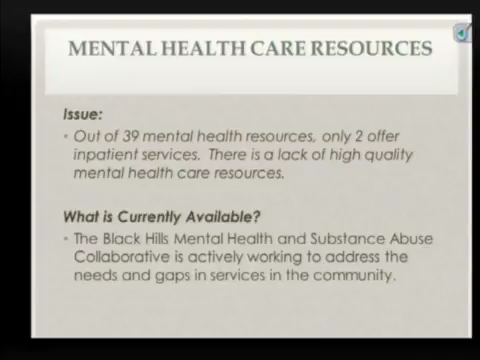 MENTAL HEALTH CARE RESOURCES
Issue:
• Out of 39 mental health resources, only 2 offer
inpatient services. There is a lack of high quality
mental health care resources.
What is Currently Available?
• The Black Hills Mental Health and Substance Abuse
Collaborative is actively working to address the
needs and gaps in services in the community.